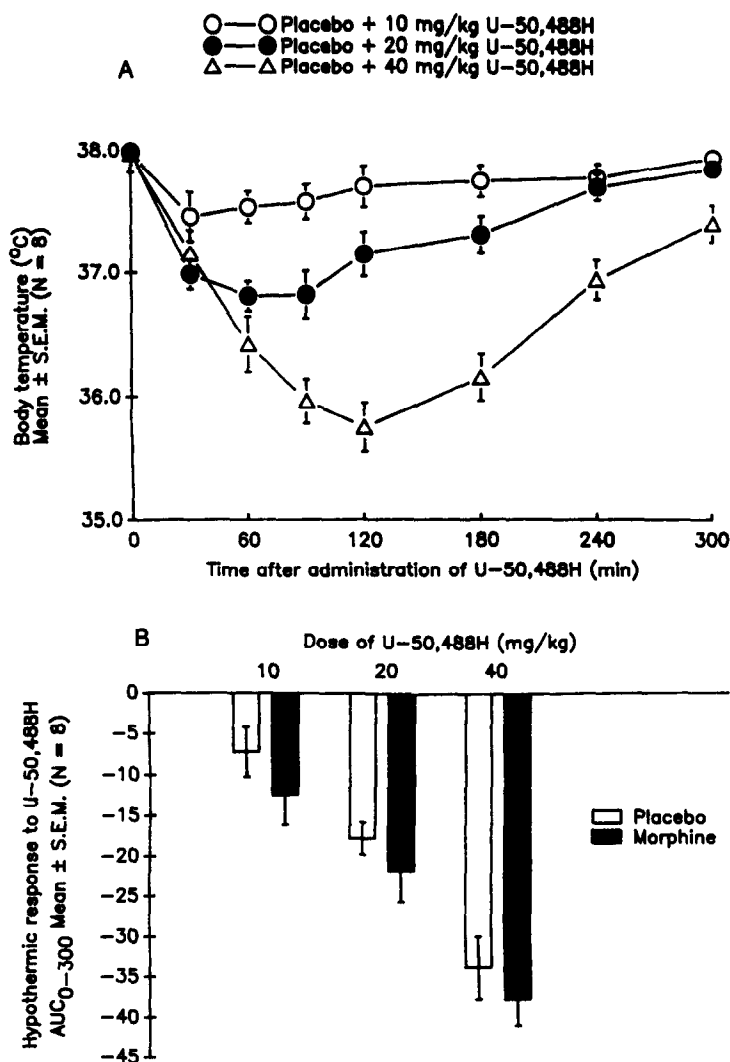 Placebo + 10 mg/kg U-50,488H
Placebo + 20 mg/kg U-50,488H
Placebo + 40 mg/kg U-50,488H
A
Body temperature (°C)
Mean ± S.E.M. (N = 8)
38.0
37.0
36.0
35.0
0 60 120 180 240 300
Time after administration of U-50,488H (min)
B
Dose of U-50,488H (mg/kg)
10 20 40
Hypothermic response to U-50,488H
AUC0-300 Mean ± S.E.M. (N = 8)
0
-5
-10
-15
-20
-25
-30
-35
-40
-45
Placebo
Morphine